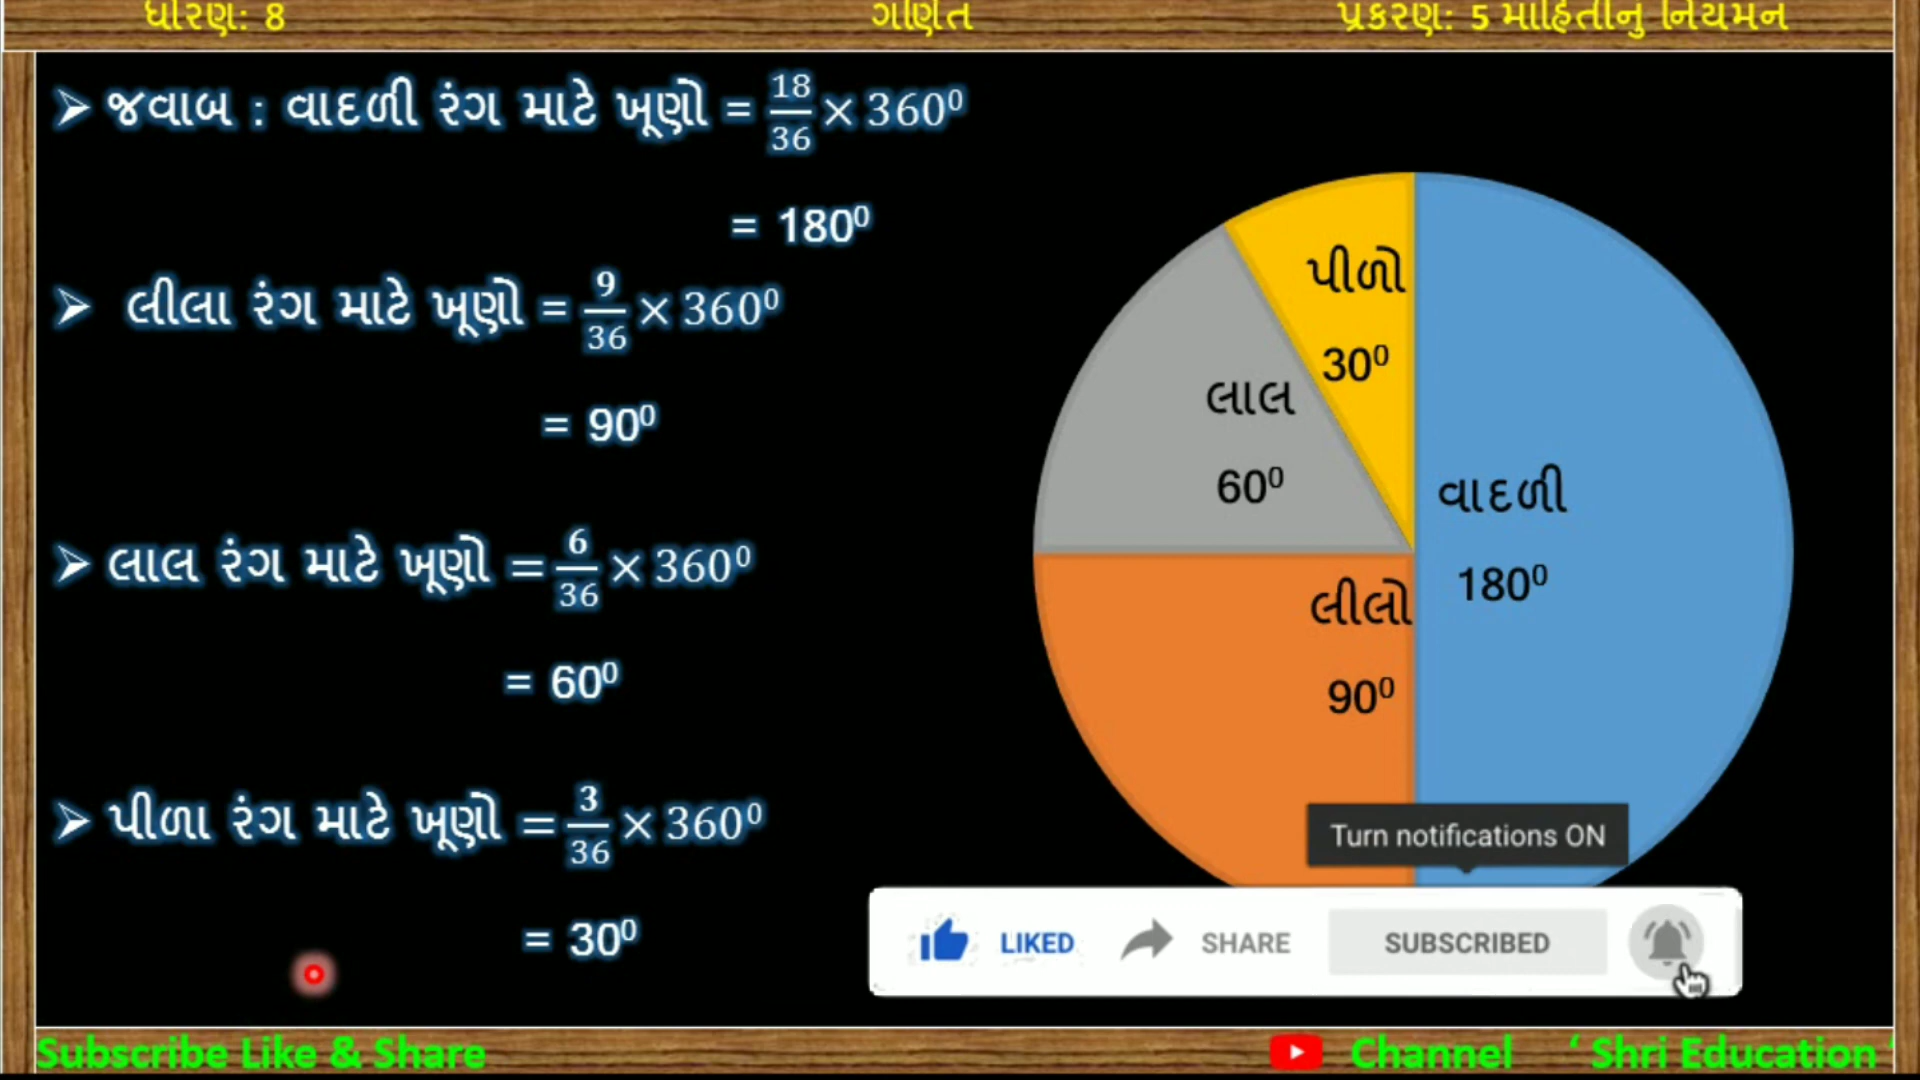 ધોરણ: 8 ગણિત પ્રકરણ: 5 માહિતીનું નિયમન
➢ જવાબ : વાદળી રંગ માટે ખૂણો = 18/36 × 360⁰
= 180⁰
➢ લીલા રંગ માટે ખૂણો = 9/36 × 360⁰
= 90⁰
➢ લાલ રંગ માટે ખૂણો = 6/36 × 360⁰
= 60⁰
➢ પીળા રંગ માટે ખૂણો = 3/36 × 360⁰
= 30⁰
પીળો
30⁰
લાલ
60⁰
વાદળી
180⁰
લીલો
90⁰
Turn notifications ON
LIKED SHARE SUBSCRIBED
Subscribe Like & Share Channel ‘ Shri Education ‘